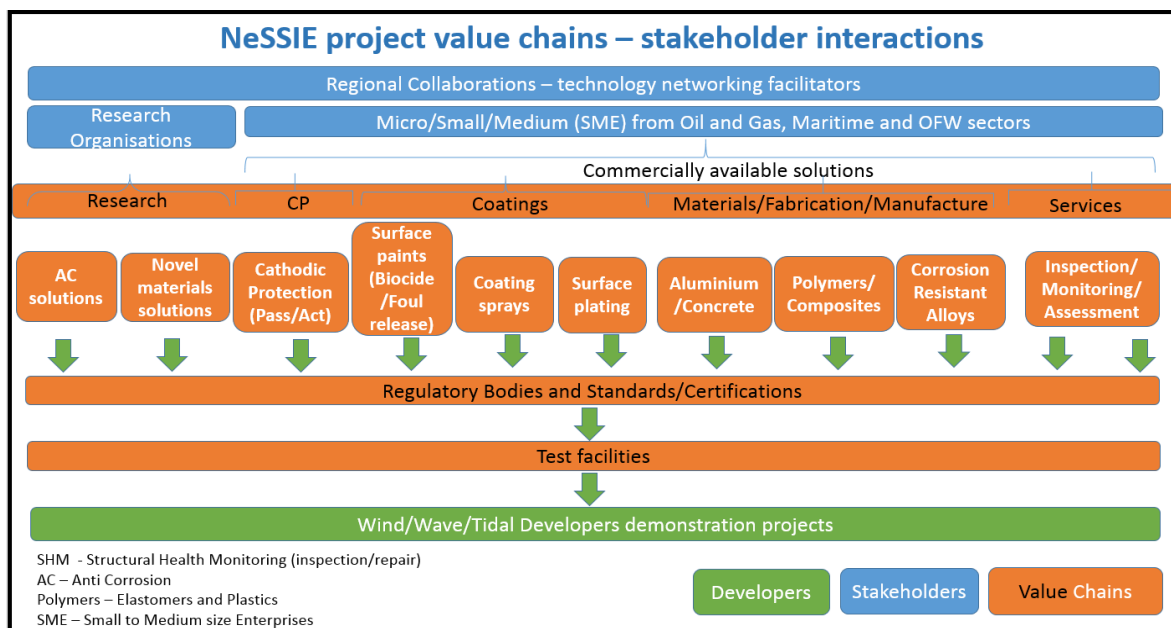 NeSSIE project value chains – stakeholder interactions
Regional Collaborations – technology networking facilitators
Research
Organisations
Micro/Small/Medium (SME) from Oil and Gas, Maritime and OFW sectors
Commercially available solutions
Research
CP
Coatings
Materials/Fabrication/Manufacture
Services
AC
solutions
Novel
materials
solutions
Cathodic
Protection
(Pass/Act)
Surface
paints
(Biocide
/Foul
release)
Coating
sprays
Surface
plating
Aluminium
/Concrete
Polymers/
Composites
Corrosion
Resistant
Alloys
Inspection/
Monitoring/
Assessment
Regulatory Bodies and Standards/Certifications
Test facilities
Wind/Wave/Tidal Developers demonstration projects
SHM - Structural Health Monitoring (inspection/repair)
AC – Anti Corrosion
Polymers – Elastomers and Plastics
SME – Small to Medium size Enterprises
Developers
Stakeholders
Value Chains